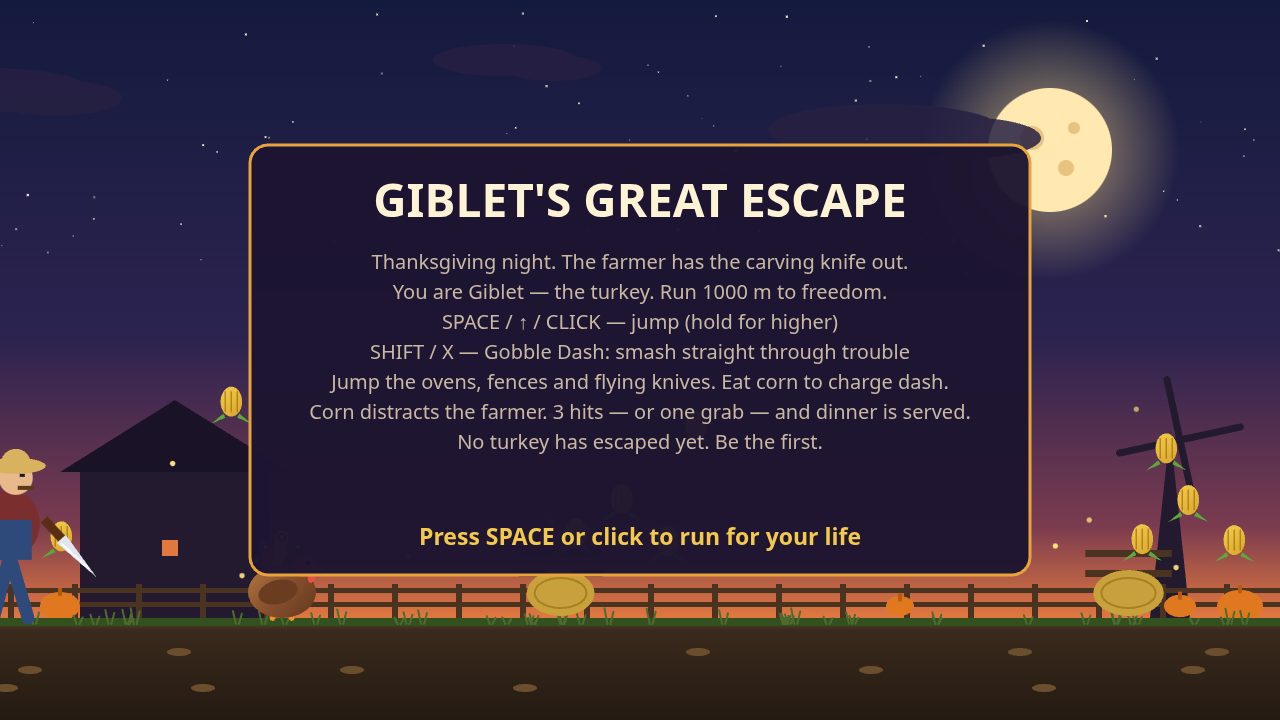 GIBLET'S GREAT ESCAPE
Thanksgiving night. The farmer has the carving knife out.
You are Giblet — the turkey. Run 1000 m to freedom.
SPACE / ↑ / CLICK — jump (hold for higher)
SHIFT / X — Gobble Dash: smash straight through trouble
Jump the ovens, fences and flying knives. Eat corn to charge dash.
Corn distracts the farmer. 3 hits — or one grab — and dinner is served.
No turkey has escaped yet. Be the first.
Press SPACE or click to run for your life